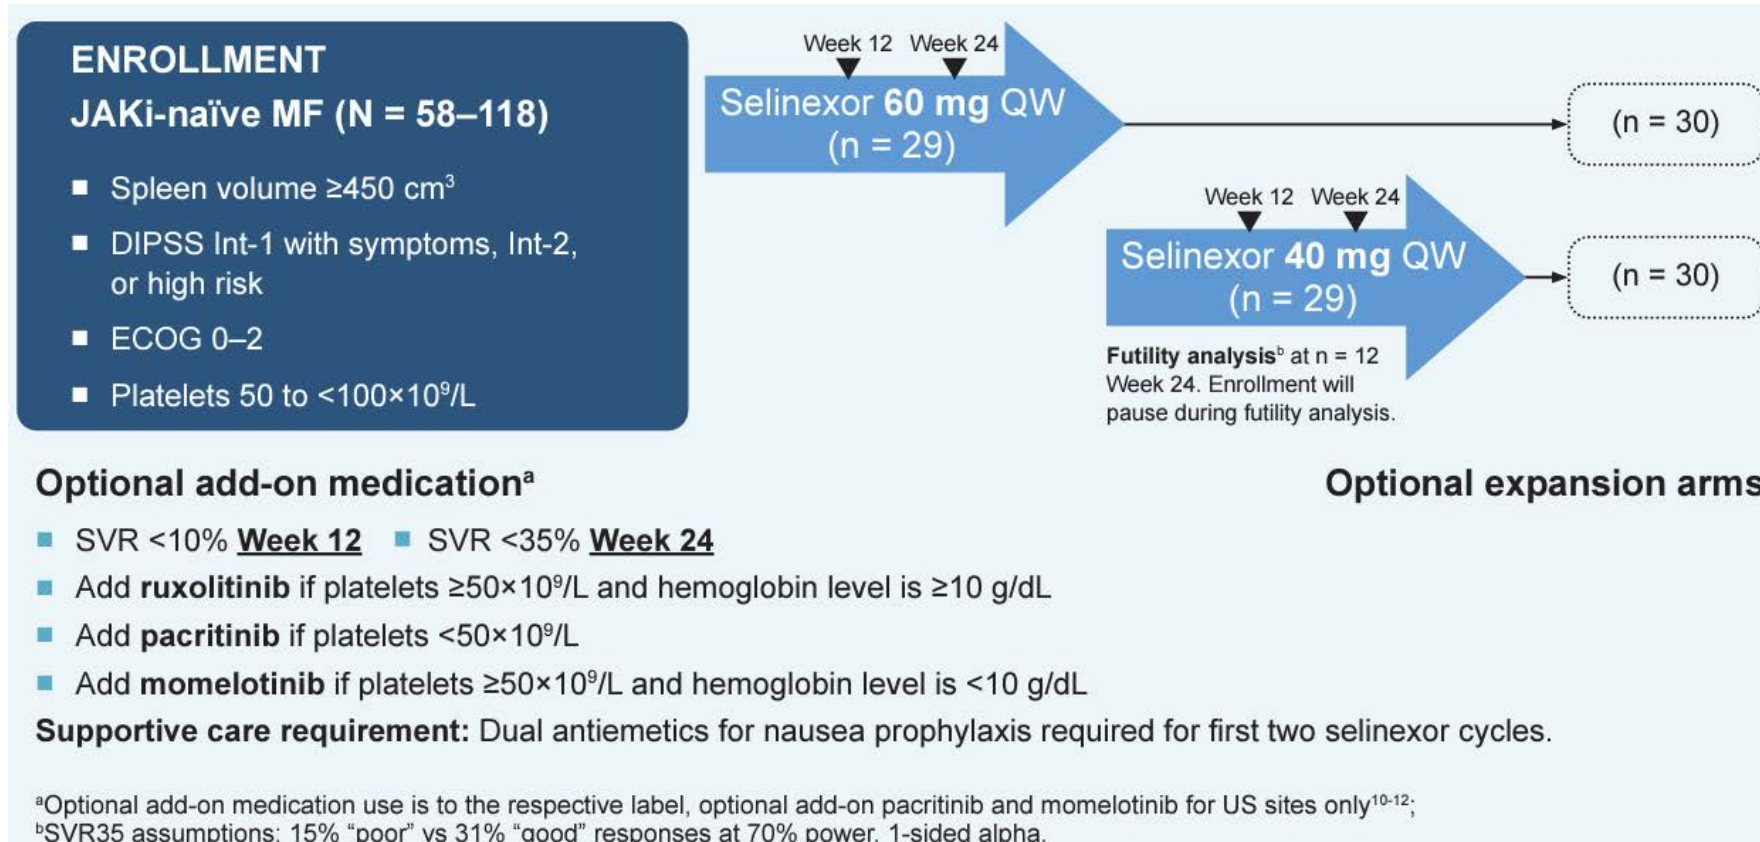 ENROLLMENT
JAKi-naïve MF (N = 58–118)
■ Spleen volume ≥450 cm³
■ DIPSS Int-1 with symptoms, Int-2,
or high risk
■ ECOG 0–2
■ Platelets 50 to <100×10⁹/L
Week 12 Week 24
Selinexor 60 mg QW
(n = 29)
(n = 30)
Week 12 Week 24
Selinexor 40 mg QW
(n = 29)
(n = 30)
Futility analysisᵇ at n = 12
Week 24. Enrollment will
pause during futility analysis.
Optional add-on medicationᵃ
Optional expansion arms
■ SVR <10% Week 12 ■ SVR <35% Week 24
■ Add ruxolitinib if platelets ≥50×10⁹/L and hemoglobin level is ≥10 g/dL
■ Add pacritinib if platelets <50×10⁹/L
■ Add momelotinib if platelets ≥50×10⁹/L and hemoglobin level is <10 g/dL
Supportive care requirement: Dual antiemetics for nausea prophylaxis required for first two selinexor cycles.
ᵃOptional add-on medication use is to the respective label, optional add-on pacritinib and momelotinib for US sites only¹⁰⁻¹²;
ᵇSVR35 assumptions: 15% “poor” vs 31% “good” responses at 70% power, 1-sided alpha.